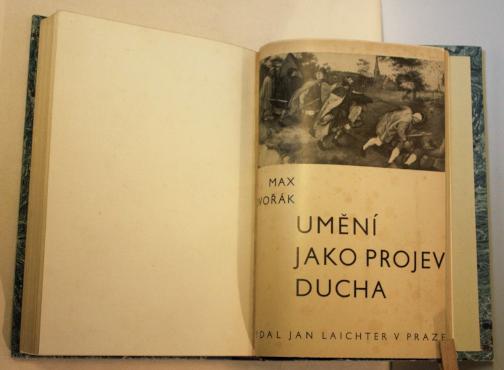 MAX
VOŘÁK
UMĚNÍ
JAKO PROJEV
DUCHA
DAL JAN LAICHTER V PRAZE